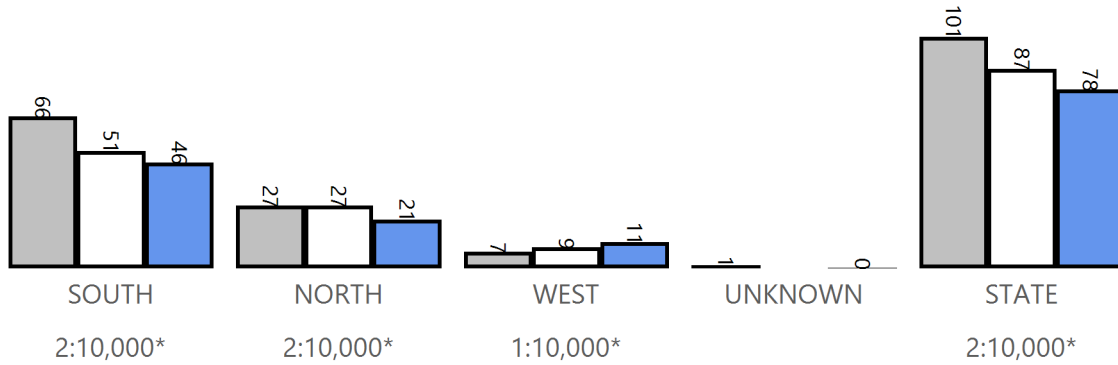 66 51 46 27 27 21 7 9 11 1 0 101 87 78
SOUTH NORTH WEST UNKNOWN STATE
2:10,000* 2:10,000* 1:10,000* 2:10,000*